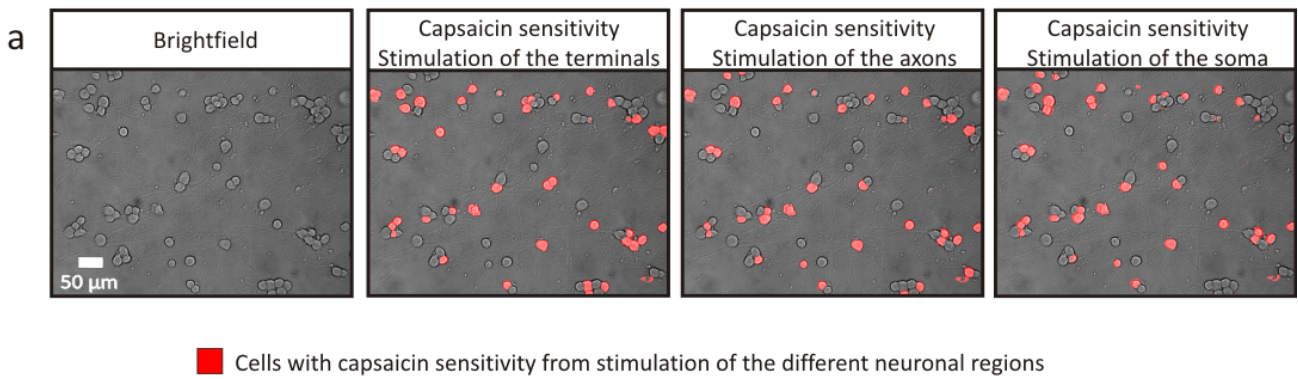 a
Brightfield
Capsaicin sensitivity
Stimulation of the terminals
Capsaicin sensitivity
Stimulation of the axons
Capsaicin sensitivity
Stimulation of the soma
50 µm
Cells with capsaicin sensitivity from stimulation of the different neuronal regions